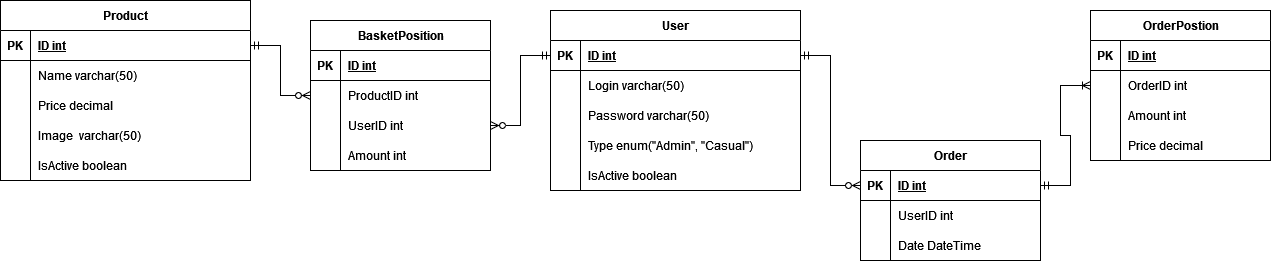 Product
PK ID int
Name varchar(50)
Price decimal
Image varchar(50)
IsActive boolean
BasketPosition
PK ID int
ProductID int
UserID int
Amount int
User
PK ID int
Login varchar(50)
Password varchar(50)
Type enum("Admin", "Casual")
IsActive boolean
Order
PK ID int
UserID int
Date DateTime
OrderPostion
PK ID int
OrderID int
Amount int
Price decimal